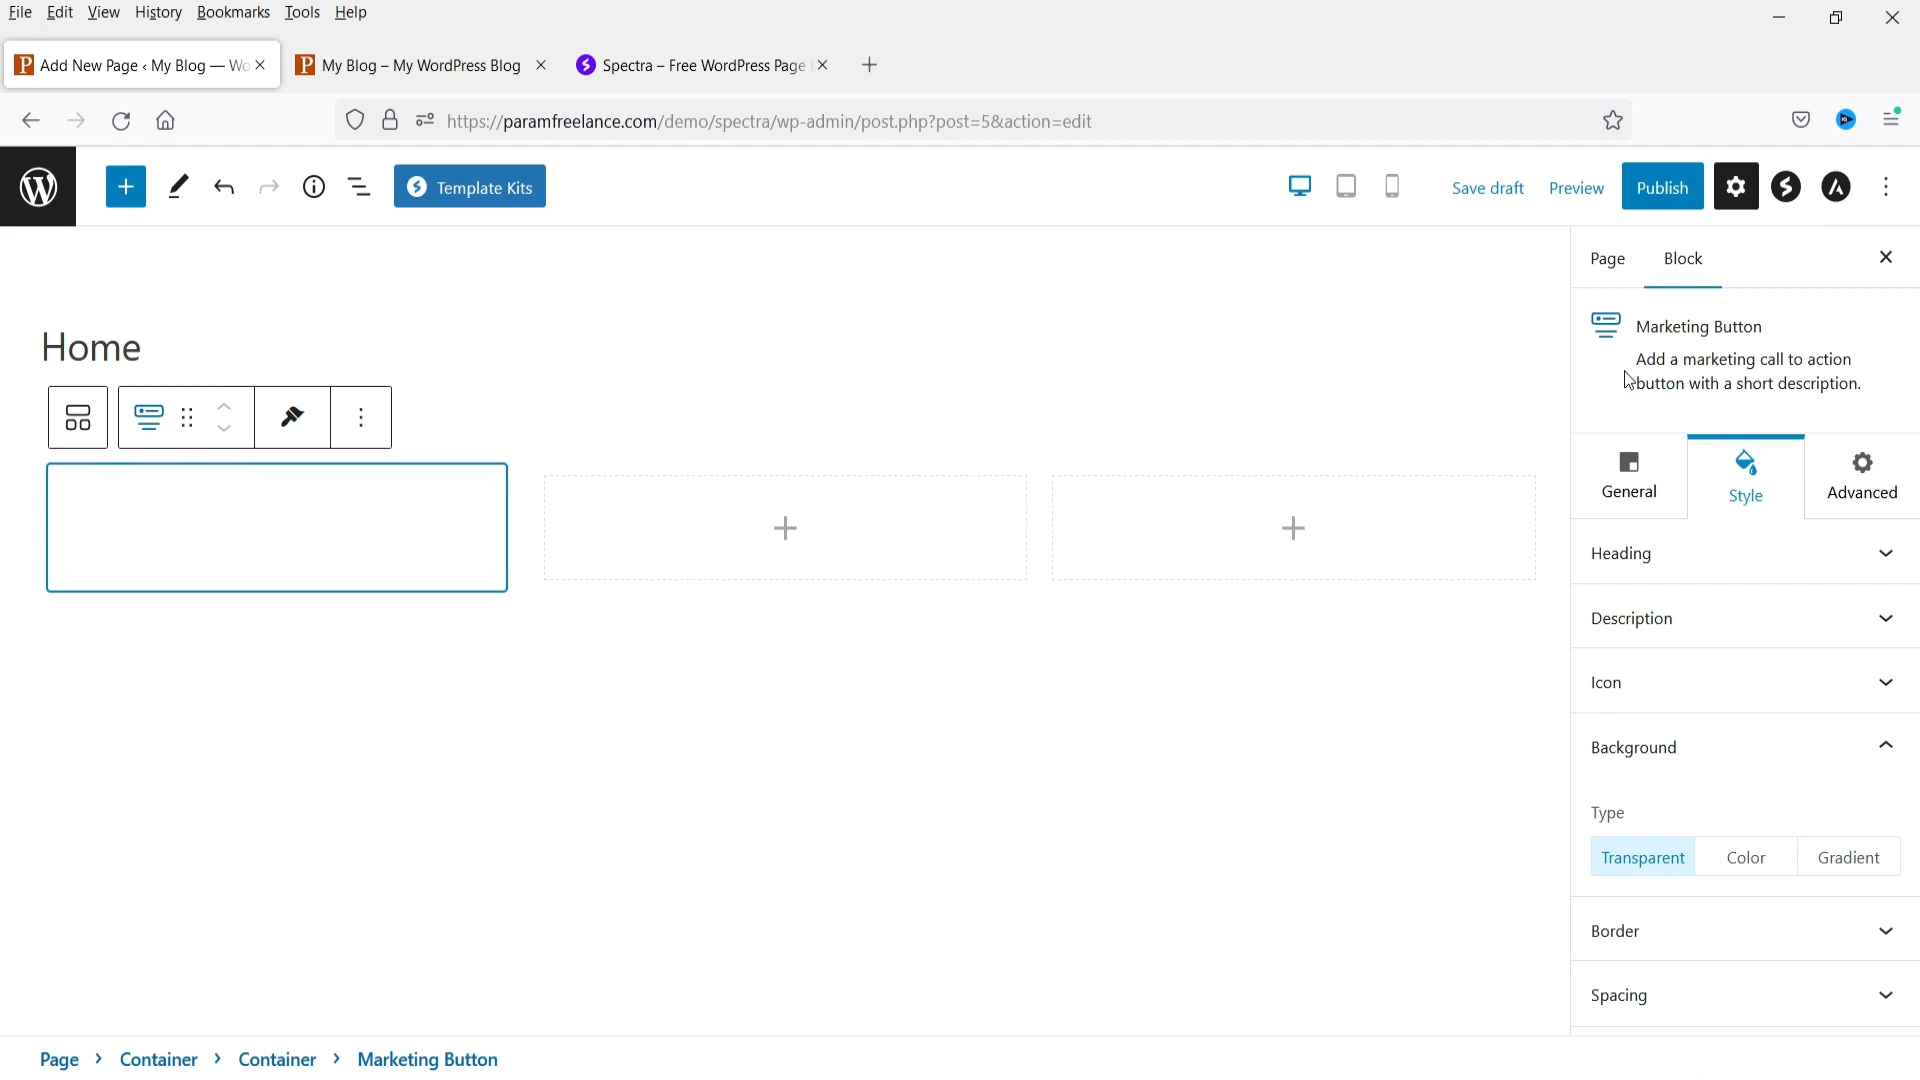 File Edit View History Bookmarks Tools Help
Add New Page ‹ My Blog — Wo
My Blog – My WordPress Blog
Spectra – Free WordPress Page
https://paramfreelance.com/demo/spectra/wp-admin/post.php?post=5&action=edit
Template Kits
Save draft
Preview
Publish
Page
Block
Marketing Button
Add a marketing call to action
button with a short description.
Home
General
Style
Advanced
Heading
Description
Icon
Background
Type
Transparent
Color
Gradient
Border
Spacing
Page › Container › Container › Marketing Button